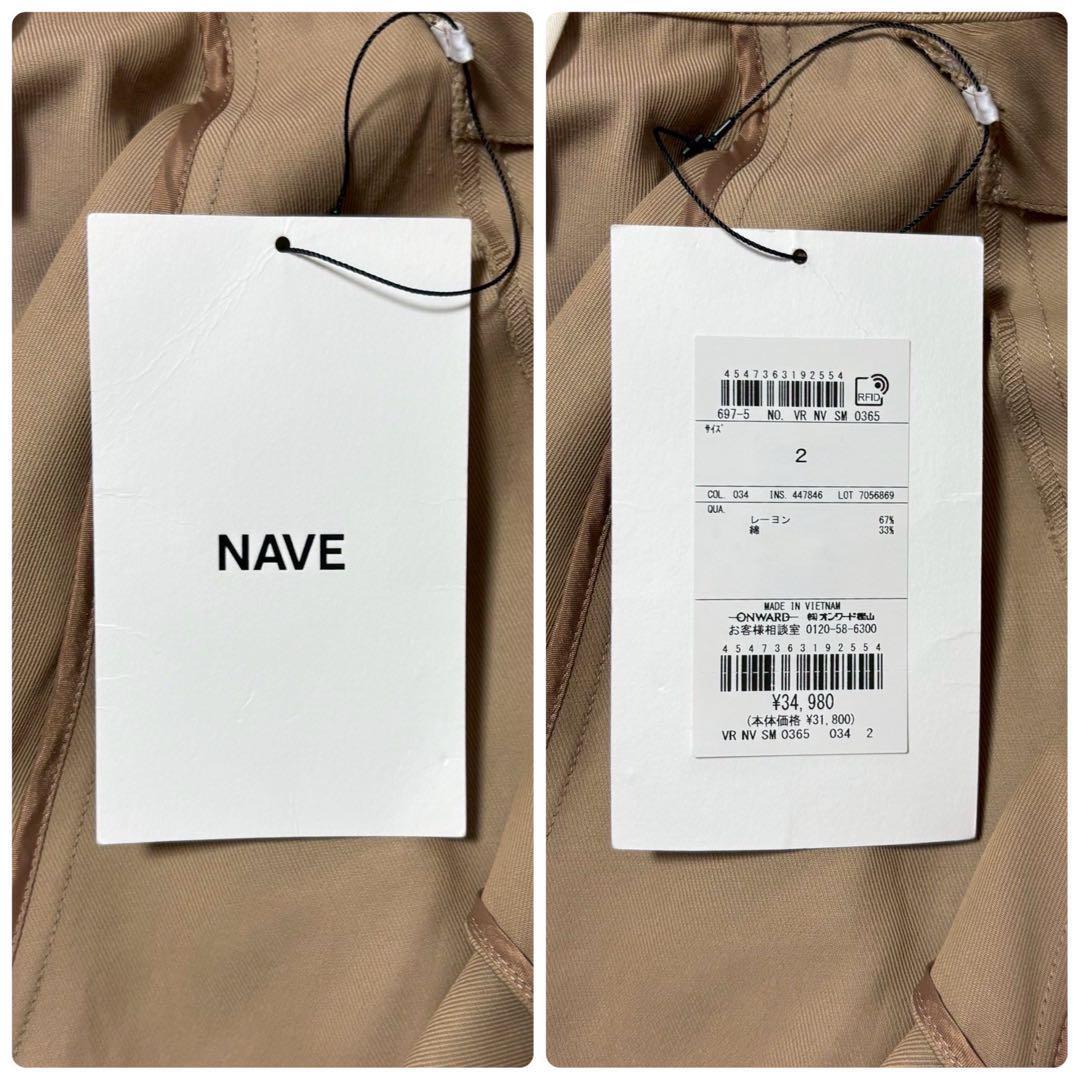 NAVE
4547363192554
RFID
697-5 NO. VR NV SM 0365
サイズ
2
COL. 034 INS. 447846 LOT 7056869
QUA.
レーヨン 67%
綿 33%
MADE IN VIETNAM
ONWARD ㈱オンワード樫山
お客様相談室 0120-58-6300
4547363192554
¥34,980
(本体価格 ¥31,800)
VR NV SM 0365 034 2